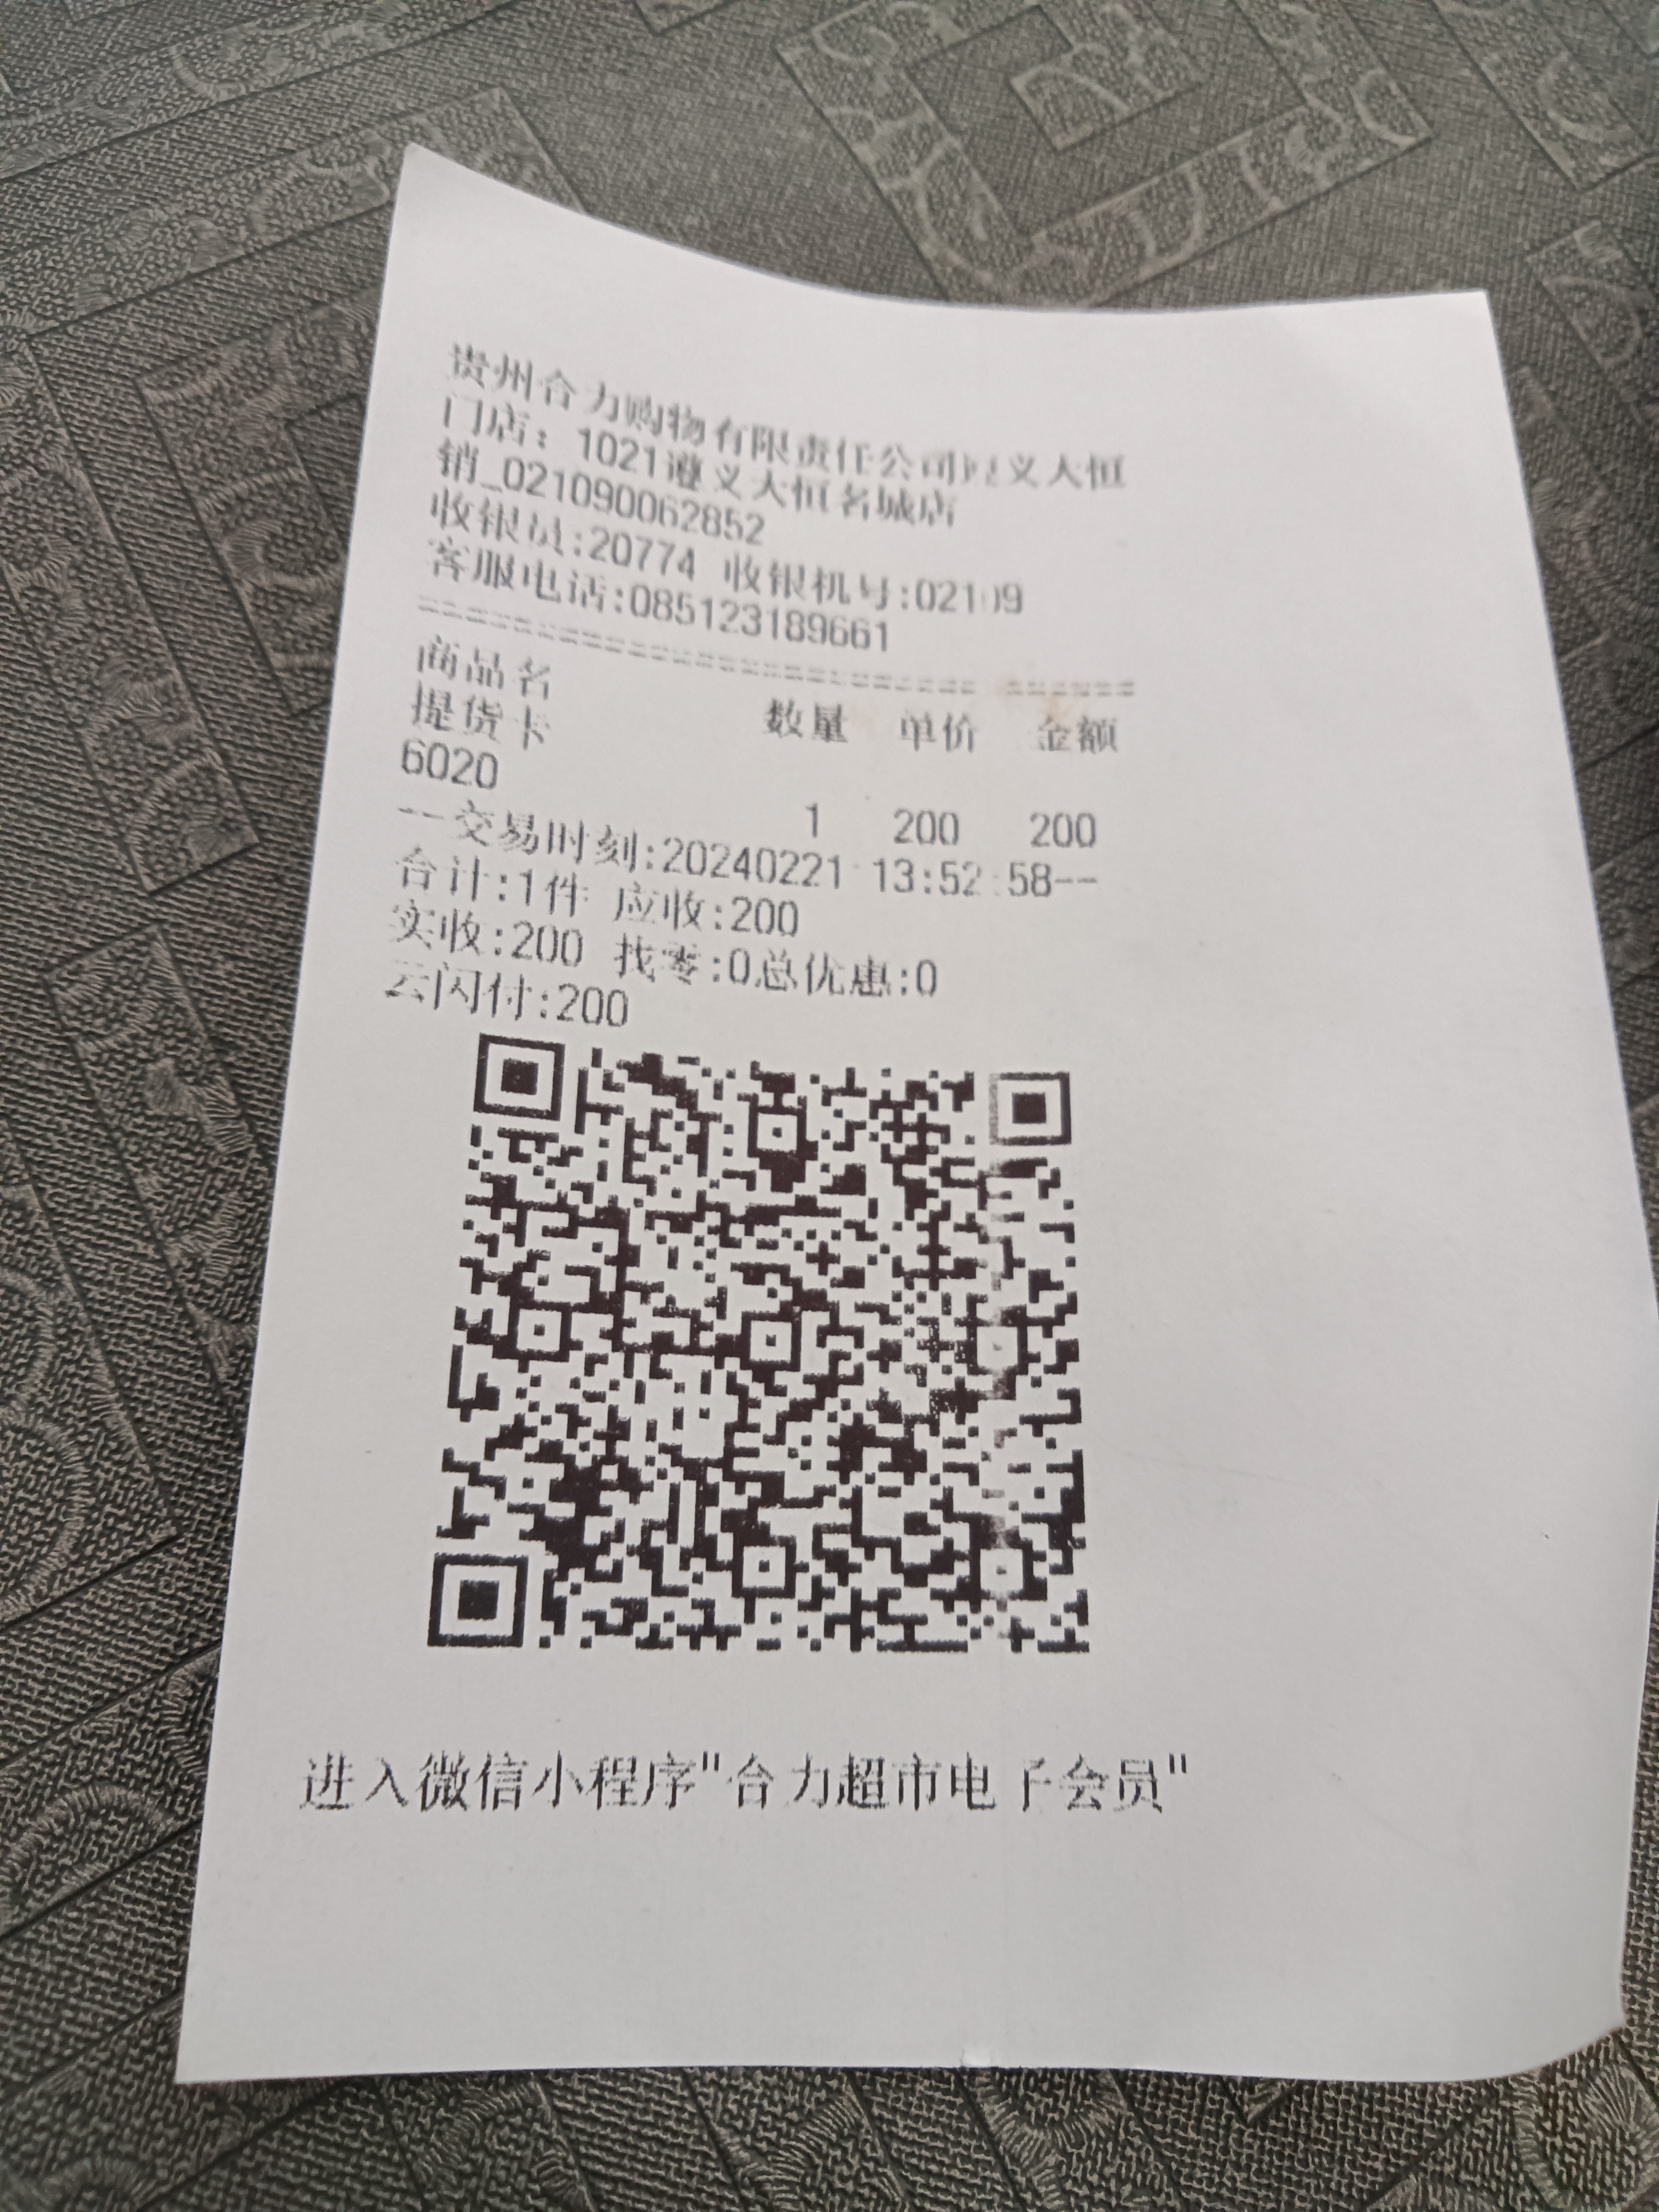 贵州合力购物有限责任公司遵义大恒
门店：1021遵义大恒名城店
销_021090062852
收银员:20774 收银机号:02109
客服电话:085123189661
==================================
商品名 数量 单价 金额
提货卡
6020
1 200 200
--交易时刻:20240221 13:52:58--
合计:1件 应收:200
实收:200 找零:0总优惠:0
云闪付:200
进入微信小程序"合力超市电子会员"